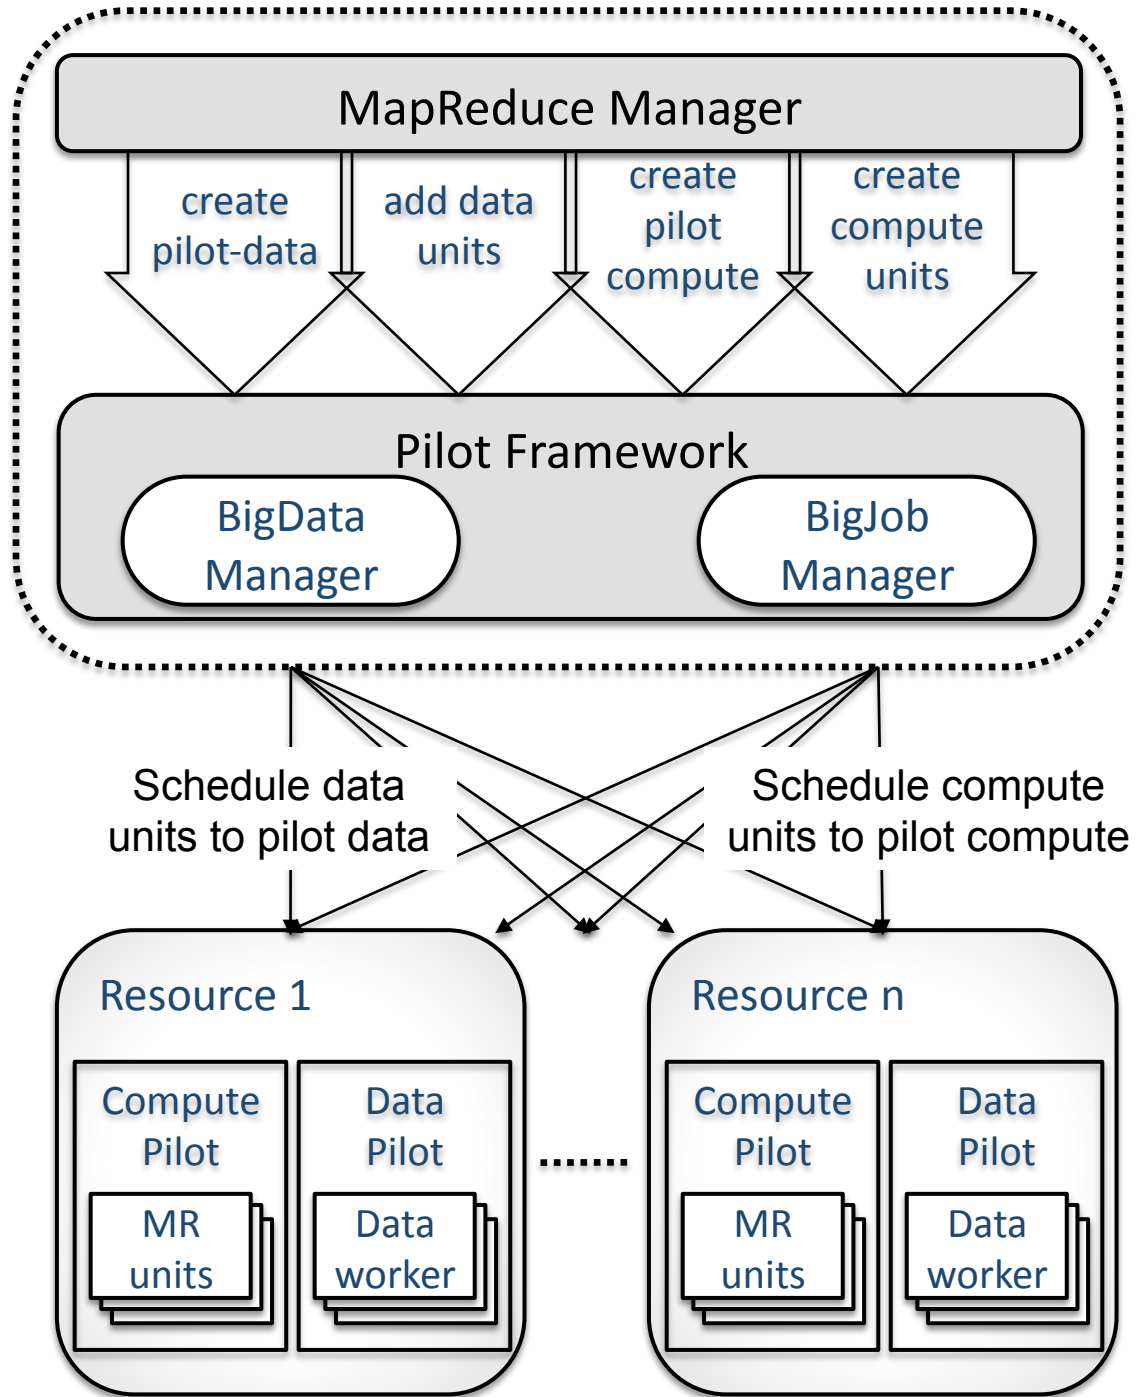 MapReduce Manager
create
pilot-data
add data
units
create
pilot
compute
create
compute
units
Pilot Framework
BigData
Manager
BigJob
Manager
Schedule data
units to pilot data
Schedule compute
units to pilot compute
Resource 1
Compute
Pilot
MR
units
Data
Pilot
Data
worker
Resource n
Compute
Pilot
MR
units
Data
Pilot
Data
worker